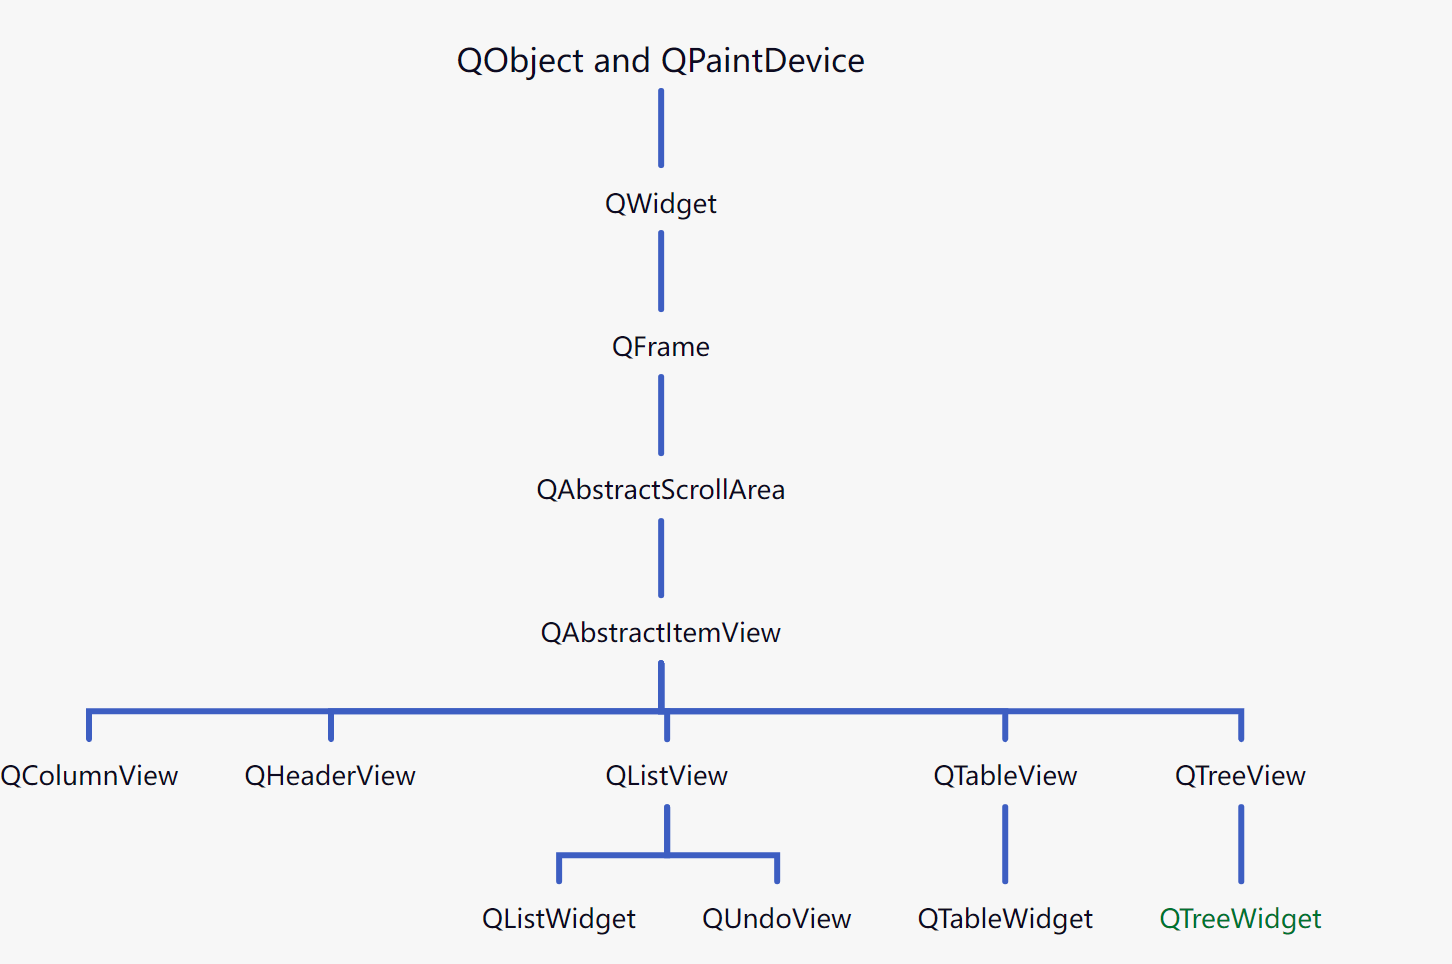 QObject and QPaintDevice
QWidget
QFrame
QAbstractScrollArea
QAbstractItemView
QColumnView QHeaderView QListView QTableView QTreeView
QListWidget QUndoView QTableWidget QTreeWidget